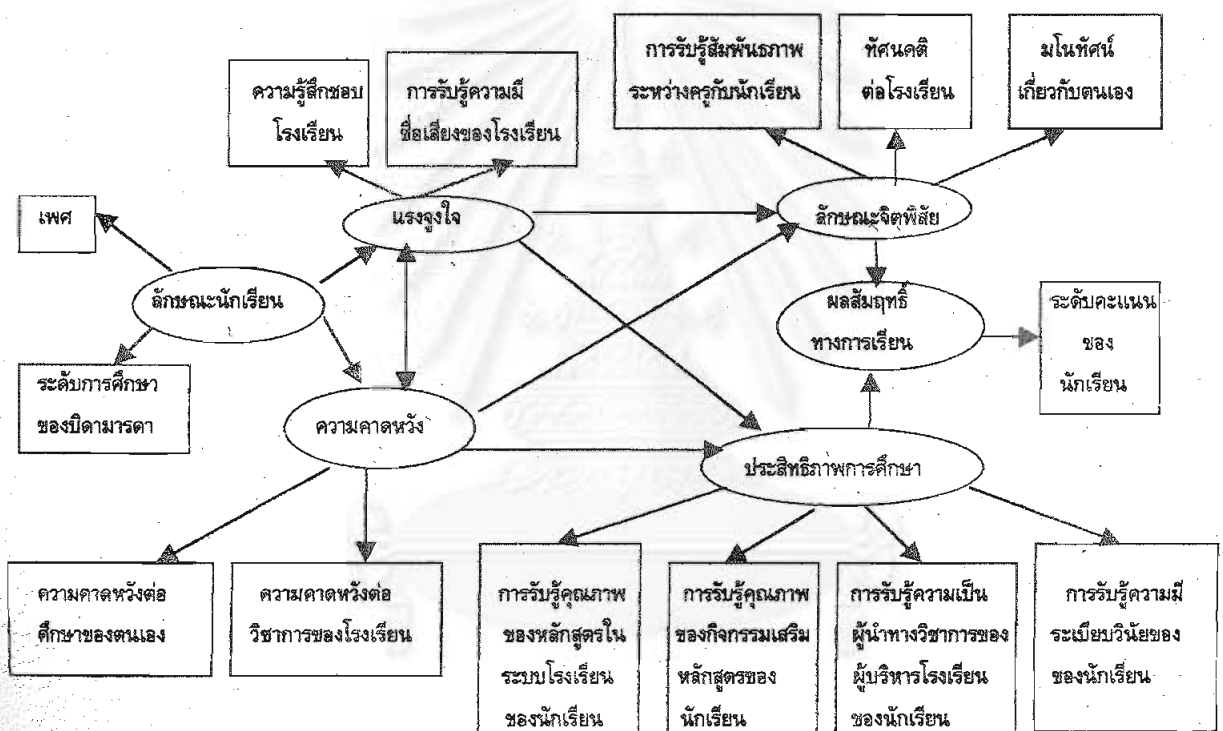 การรับรู้สัมพันธภาพ
ระหว่างครูกับนักเรียน
ทัศนคติ
ต่อโรงเรียน
มโนทัศน์
เกี่ยวกับตนเอง
ความรู้สึกชอบ
โรงเรียน
การรับรู้ความมี
ชื่อเสียงของโรงเรียน
เพศ
แรงจูงใจ
ลักษณะจิตพิสัย
ลักษณะนักเรียน
ผลสัมฤทธิ์
ทางการเรียน
ระดับคะแนน
ของ
นักเรียน
ระดับการศึกษา
ของบิดามารดา
ความคาดหวัง
ประสิทธิภาพการศึกษา
ความคาดหวังต่อ
ศึกษาของตนเอง
ความคาดหวังต่อ
วิชาการของโรงเรียน
การรับรู้คุณภาพ
ของหลักสูตรใน
ระบบโรงเรียน
ของนักเรียน
การรับรู้คุณภาพ
ของกิจกรรมเสริม
หลักสูตรของ
นักเรียน
การรับรู้ความเป็น
ผู้นำทางวิชาการของ
ผู้บริหารโรงเรียน
ของนักเรียน
การรับรู้ความมี
ระเบียบวินัยของ
ของนักเรียน